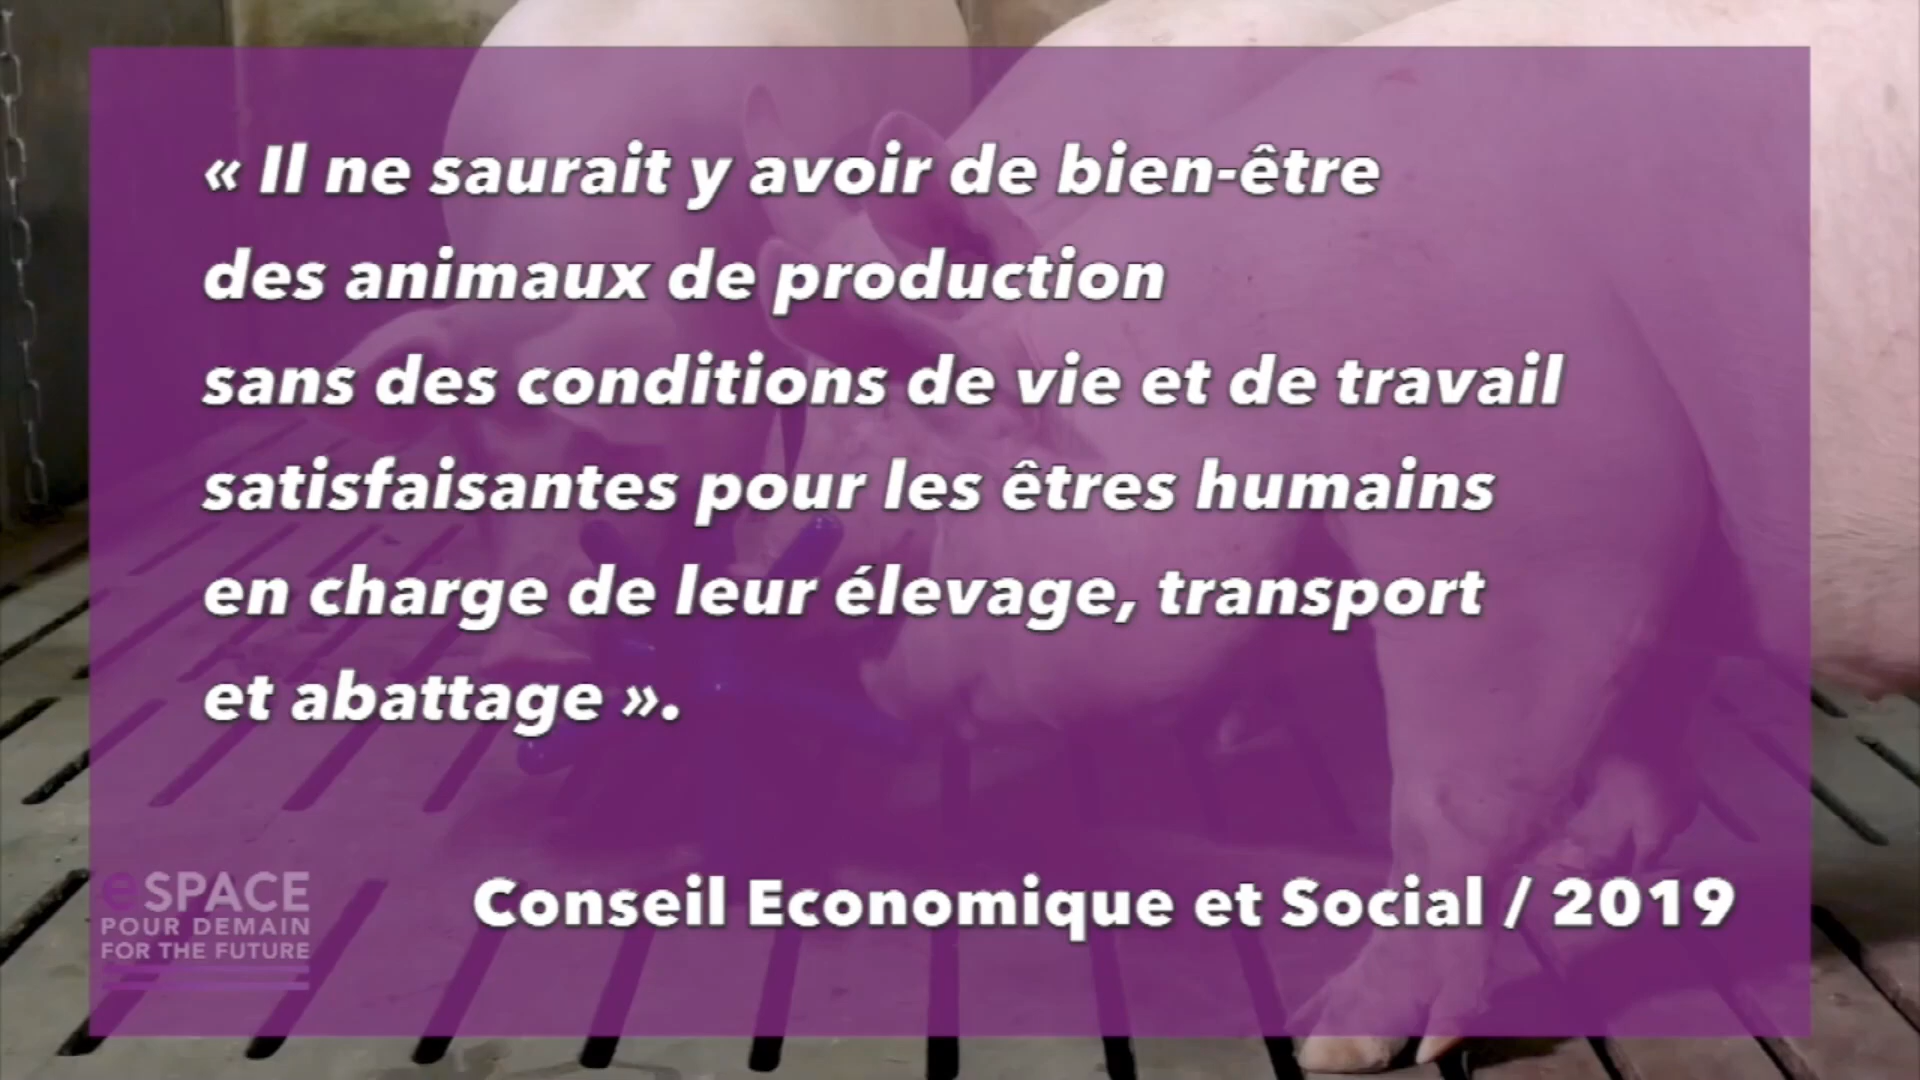 « Il ne saurait y avoir de bien-être
des animaux de production
sans des conditions de vie et de travail
satisfaisantes pour les êtres humains
en charge de leur élevage, transport
et abattage ».
Conseil Economique et Social / 2019
eSPACE
POUR DEMAIN
FOR THE FUTURE